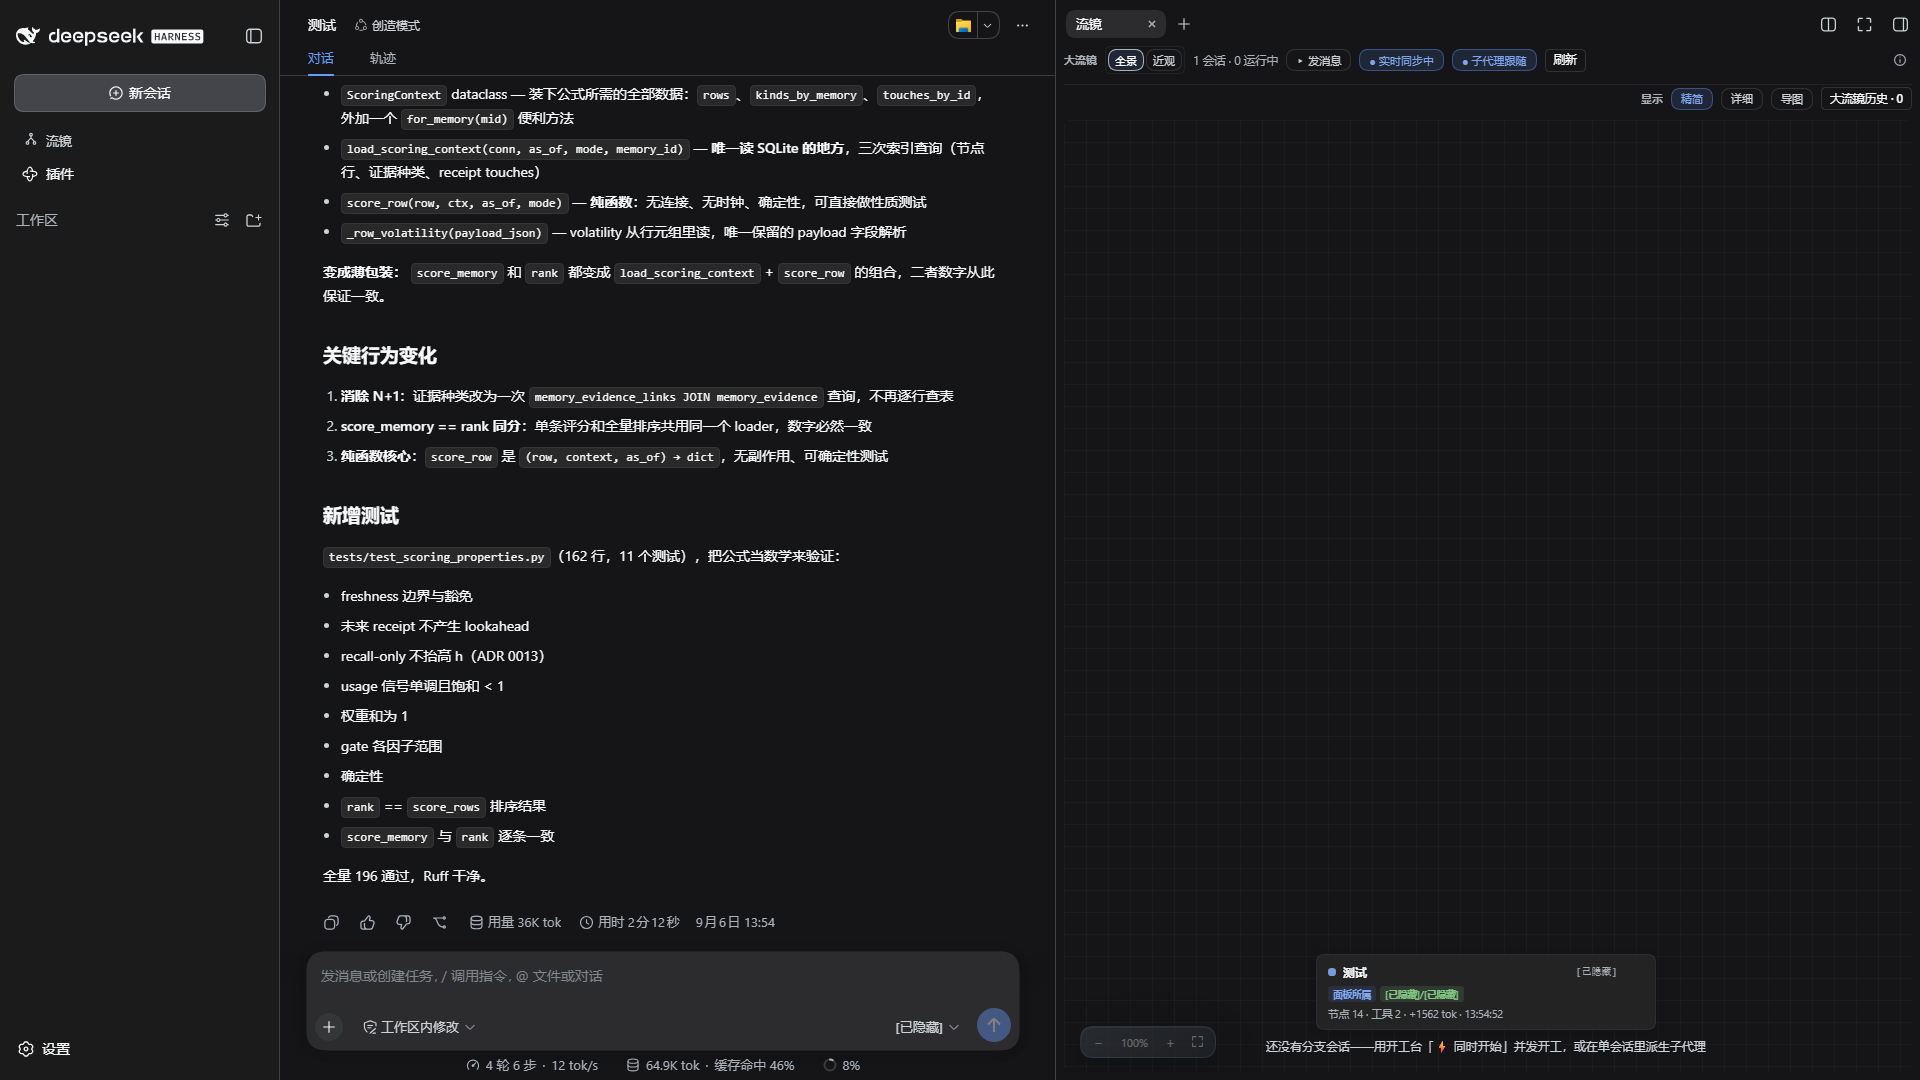 deepseek HARNESS
新会话
流镜
插件
工作区
设置
测试 创造模式
对话 轨迹
ScoringContext dataclass — 装下公式所需的全部数据：rows、kinds_by_memory、touches_by_id，
外加一个 for_memory(mid) 便利方法
load_scoring_context(conn, as_of, mode, memory_id) — 唯一读 SQLite 的地方，三次索引查询（节点
行、证据种类、receipt touches）
score_row(row, ctx, as_of, mode) — 纯函数：无连接、无时钟、确定性，可直接做性质测试
_row_volatility(payload_json) — volatility 从行元组里读，唯一保留的 payload 字段解析
变成薄包装： score_memory 和 rank 都变成 load_scoring_context + score_row 的组合，二者数字从此
保证一致。
关键行为变化
1. 消除 N+1：证据种类改为一次 memory_evidence_links JOIN memory_evidence 查询，不再逐行查表
2. score_memory == rank 同分：单条评分和全量排序共用同一个 loader，数字必然一致
3. 纯函数核心： score_row 是 (row, context, as_of) → dict ，无副作用、可确定性测试
新增测试
tests/test_scoring_properties.py （162 行，11 个测试），把公式当数学来验证：
freshness 边界与豁免
未来 receipt 不产生 lookahead
recall-only 不抬高 h（ADR 0013）
usage 信号单调且饱和 < 1
权重和为 1
gate 各因子范围
确定性
rank == score_rows 排序结果
score_memory 与 rank 逐条一致
全量 196 通过，Ruff 干净。
用量 36K tok 用时 2分12秒 9月6日 13:54
发消息或创建任务, / 调用指令, @ 文件或对话
工作区内修改 [已隐藏]
4 轮 6 步 · 12 tok/s 64.9K tok · 缓存命中 46% 8%
流镜
大流镜 全景 近观 1 会话 · 0 运行中 ▸ 发消息 ● 实时同步中 ● 子代理跟随 刷新
显示 精简 详细 导图 大流镜历史 · 0
测试 [已隐藏]
面板所属 [已隐藏]/[已隐藏]
节点 14 · 工具 2 · +1562 tok · 13:54:52
− 100% +
还没有分支会话——用开工台「⚡ 同时开始」并发开工，或在单会话里派生子代理